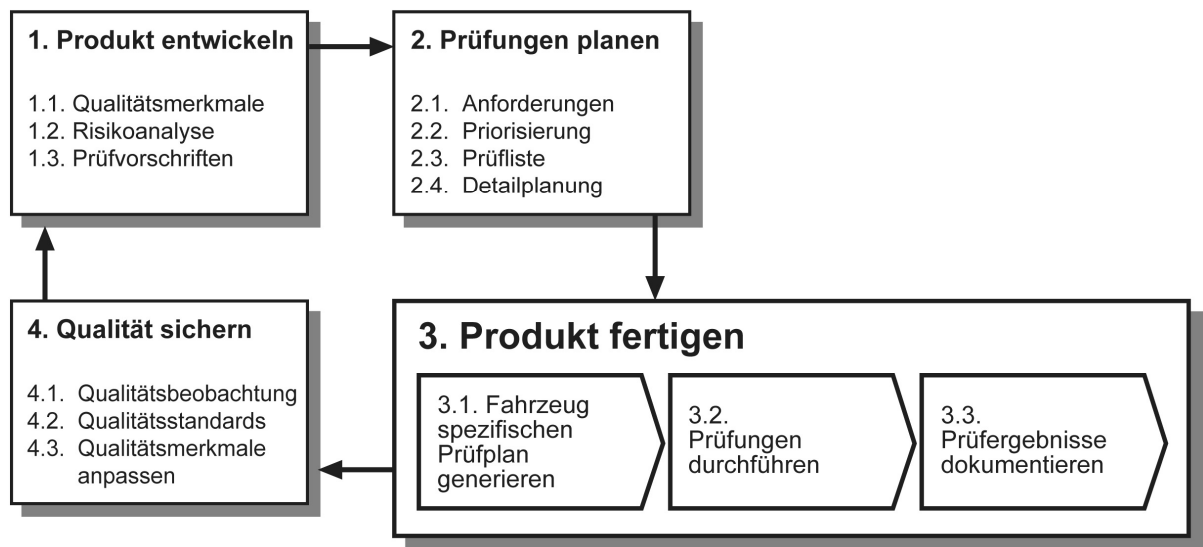 1. Produkt entwickeln
1.1. Qualitätsmerkmale
1.2. Risikoanalyse
1.3. Prüfvorschriften
2. Prüfungen planen
2.1. Anforderungen
2.2. Priorisierung
2.3. Prüfliste
2.4. Detailplanung
3. Produkt fertigen
3.1. Fahrzeug
spezifischen
Prüfplan
generieren
3.2.
Prüfungen
durchführen
3.3.
Prüfergebnisse
dokumentieren
4. Qualität sichern
4.1. Qualitätsbeobachtung
4.2. Qualitätsstandards
4.3. Qualitätsmerkmale
anpassen